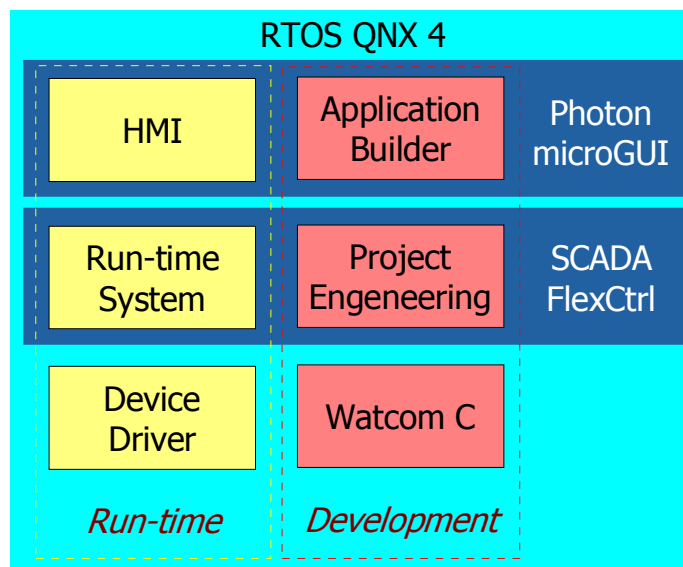 RTOS QNX 4
HMI
Application
Builder
Photon
microGUI
Run-time
System
Project
Engeneering
SCADA
FlexCtrl
Device
Driver
Watcom C
Run-time
Development